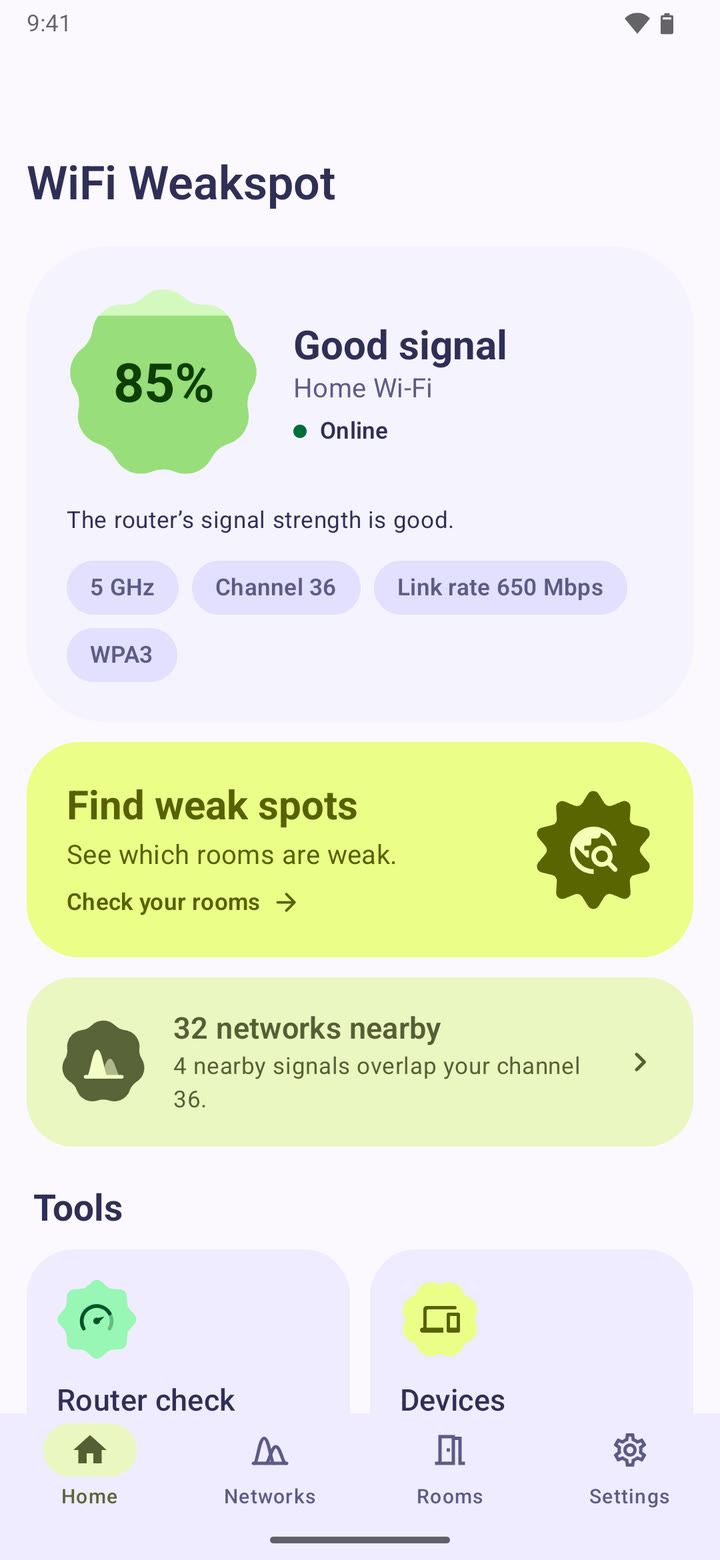 9:41
WiFi Weakspot
85%
Good signal
Home Wi-Fi
Online
The router’s signal strength is good.
5 GHz
Channel 36
Link rate 650 Mbps
WPA3
Find weak spots
See which rooms are weak.
Check your rooms
32 networks nearby
4 nearby signals overlap your channel
36.
Tools
Router check
Devices
Home
Networks
Rooms
Settings